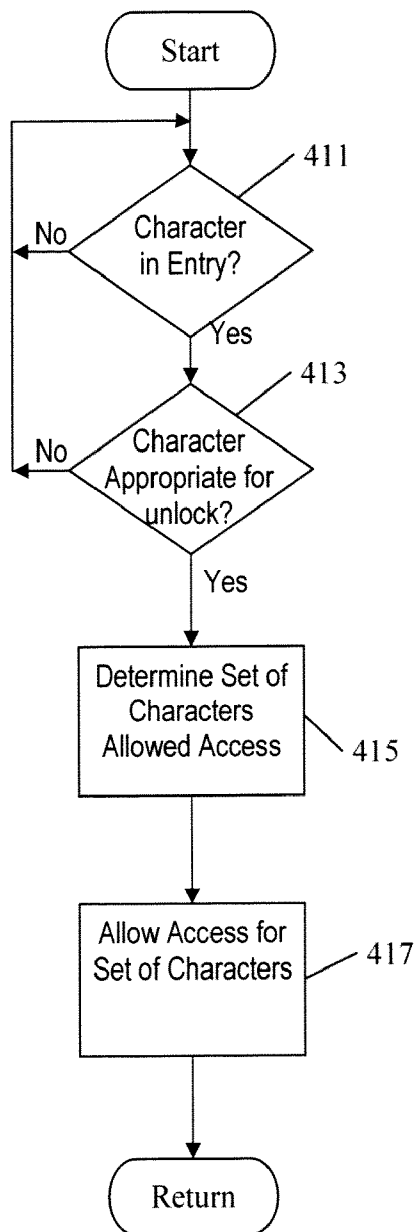 Start
411
No
Character
in Entry?
Yes
413
No
Character
Appropriate for
unlock?
Yes
Determine Set of
Characters
Allowed Access
415
Allow Access for
Set of Characters
417
Return